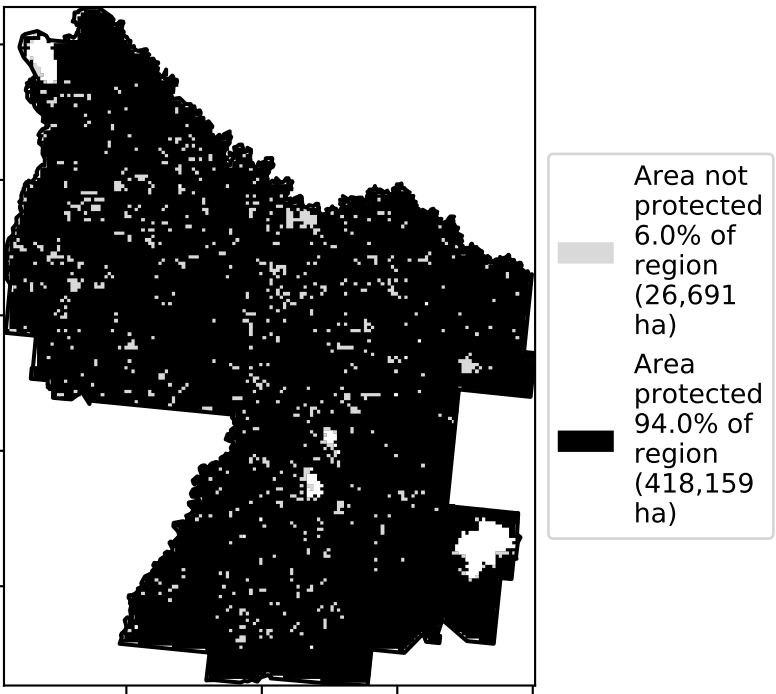 Area not
protected
6.0% of
region
(26,691
ha)
Area
protected
94.0% of
region
(418,159
ha)